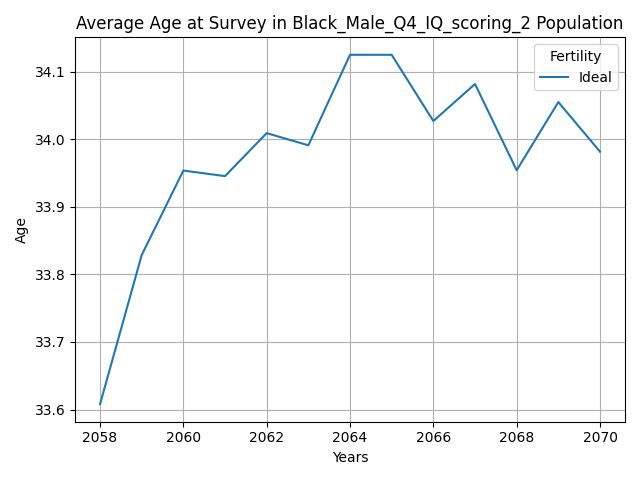 Average Age at Survey in Black_Male_Q4_IQ_scoring_2 Population
Fertility
Ideal
34.1
34.0
33.9
33.8
33.7
33.6
Age
2058
2060
2062
2064
2066
2068
2070
Years